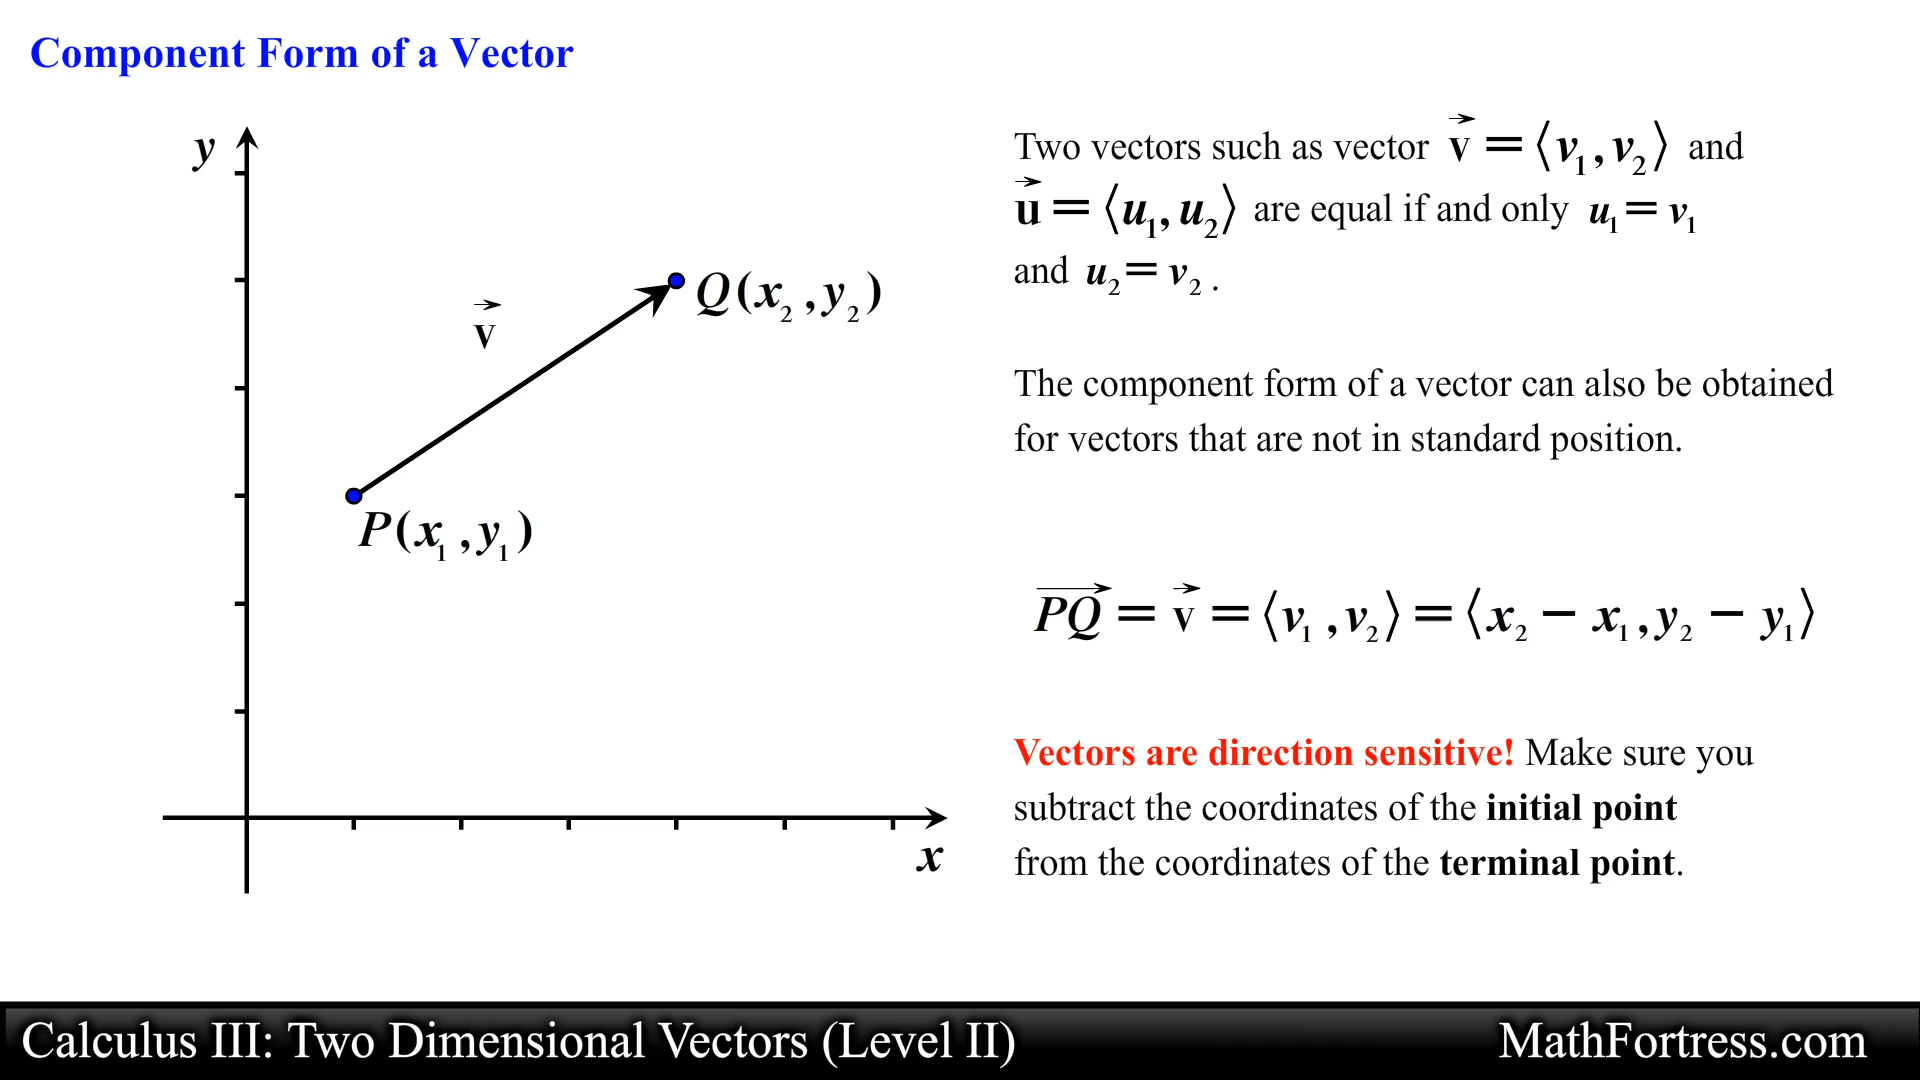 Component Form of a Vector
y
v⃗
Q(x₂, y₂)
P(x₁, y₁)
x
Two vectors such as vector v⃗ = ⟨v₁, v₂⟩ and
u⃗ = ⟨u₁, u₂⟩ are equal if and only u₁ = v₁
and u₂ = v₂ .
The component form of a vector can also be obtained
for vectors that are not in standard position.
P͞Q⃗ = v⃗ = ⟨v₁, v₂⟩ = ⟨x₂ − x₁, y₂ − y₁⟩
Vectors are direction sensitive! Make sure you
subtract the coordinates of the initial point
from the coordinates of the terminal point.
Calculus III: Two Dimensional Vectors (Level II)
MathFortress.com